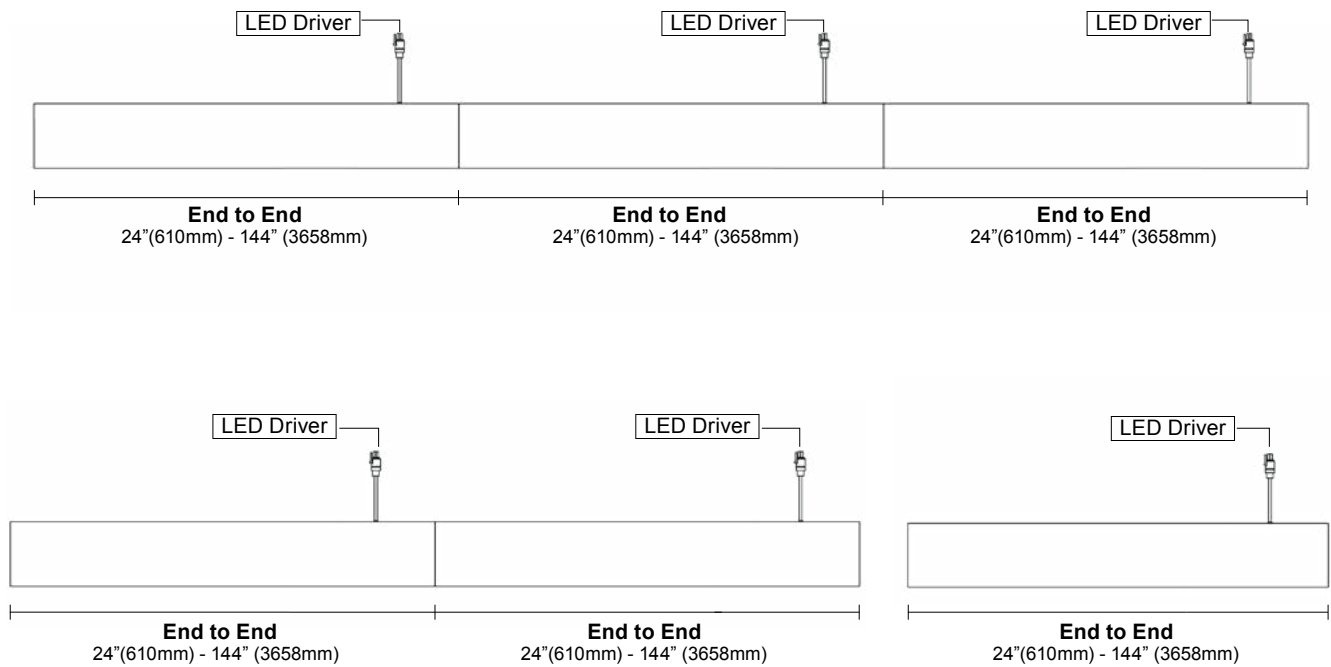 LED Driver
LED Driver
LED Driver
End to End
24”(610mm) - 144” (3658mm)
End to End
24”(610mm) - 144” (3658mm)
End to End
24”(610mm) - 144” (3658mm)
LED Driver
LED Driver
LED Driver
End to End
24”(610mm) - 144” (3658mm)
End to End
24”(610mm) - 144” (3658mm)
End to End
24”(610mm) - 144” (3658mm)